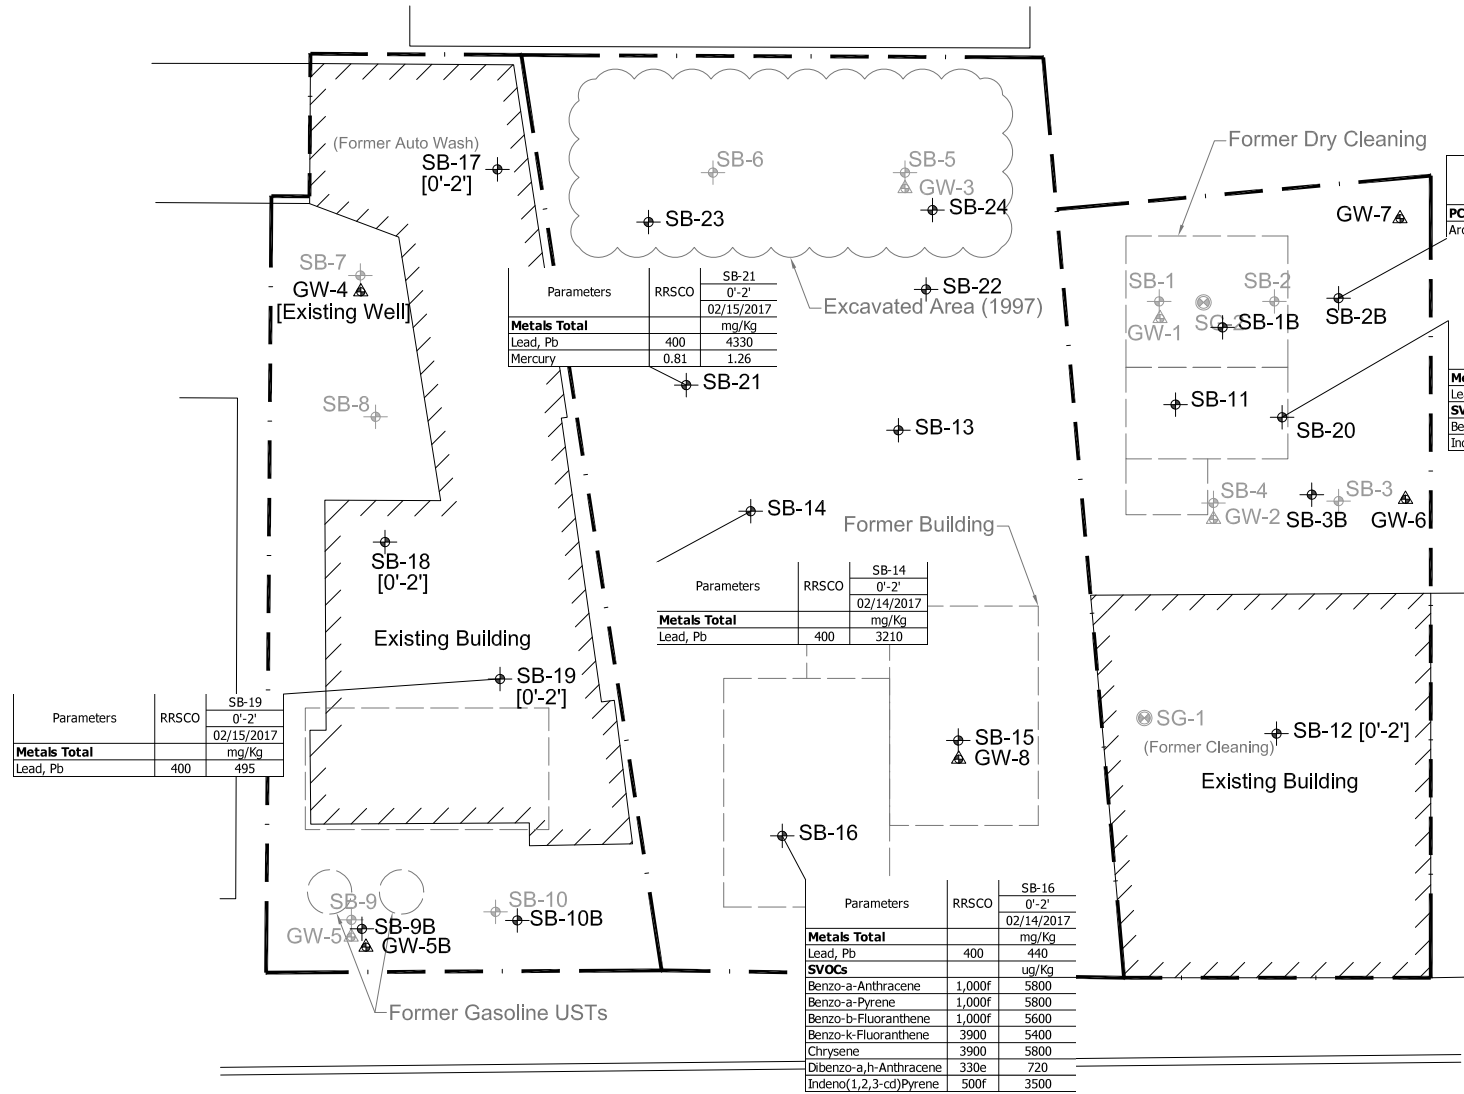 Former Dry Cleaning
(Former Auto Wash)
SB-17
[0'-2']
SB-6
SB-5
GW-3
SB-24
SB-23
GW-7
PC
SB-7
GW-4
[Existing Well]
Parameters RRSCO SB-21
0'-2'
02/15/2017
Metals Total mg/Kg
Lead, Pb 400 4330
Mercury 0.81 1.26
SB-22
Excavated Area (1997)
SB-1
GW-1
SB-2
SB-1B
SB-2B
SB-21
SB-8
SB-13
SB-11
SB-20
SB-14
Former Building
SB-4
GW-2
SB-3
SB-3B
GW-6
SB-18
[0'-2']
Parameters RRSCO SB-14
0'-2'
02/14/2017
Metals Total mg/Kg
Lead, Pb 400 3210
Existing Building
SB-19
[0'-2']
Parameters RRSCO SB-19
0'-2'
02/15/2017
Metals Total mg/Kg
Lead, Pb 400 495
SG-1
(Former Cleaning)
SB-12 [0'-2']
Existing Building
SB-15
GW-8
SB-16
SB-9
GW-5
SB-9B
GW-5B
SB-10
SB-10B
Former Gasoline USTs
Parameters RRSCO SB-16
0'-2'
02/14/2017
Metals Total mg/Kg
Lead, Pb 400 440
SVOCs ug/Kg
Benzo-a-Anthracene 1,000f 5800
Benzo-a-Pyrene 1,000f 5800
Benzo-b-Fluoranthene 1,000f 5600
Benzo-k-Fluoranthene 3900 5400
Chrysene 3900 5800
Dibenzo-a,h-Anthracene 330e 720
Indeno(1,2,3-cd)Pyrene 500f 3500